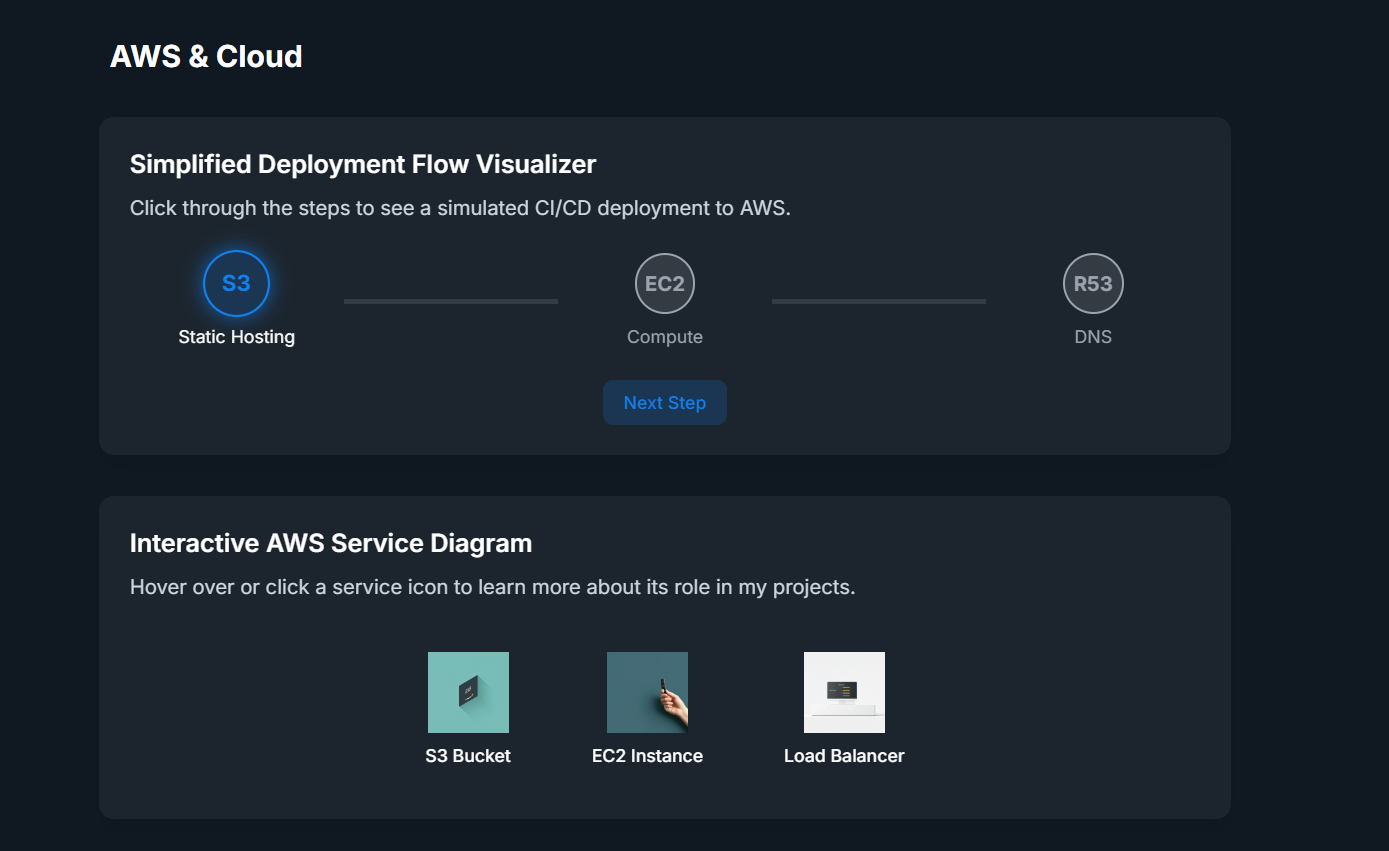 AWS & Cloud
Simplified Deployment Flow Visualizer
Click through the steps to see a simulated CI/CD deployment to AWS.
S3
EC2
R53
Static Hosting
Compute
DNS
Next Step
Interactive AWS Service Diagram
Hover over or click a service icon to learn more about its role in my projects.
S3 Bucket
EC2 Instance
Load Balancer